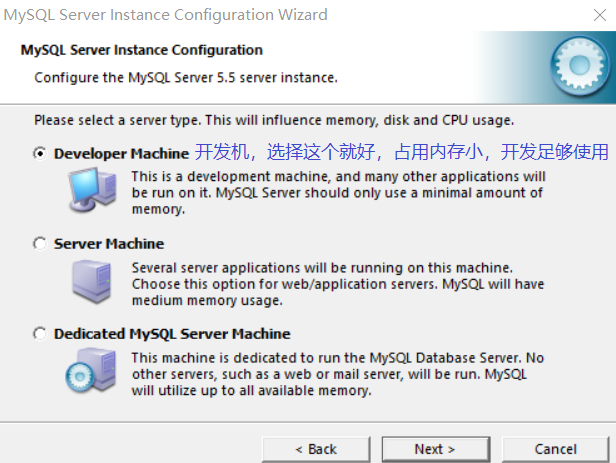 MySQL Server Instance Configuration Wizard
MySQL Server Instance Configuration
Configure the MySQL Server 5.5 server instance.
Please select a server type. This will influence memory, disk and CPU usage.
Developer Machine 开发机，选择这个就好，占用内存小，开发足够使用
This is a development machine, and many other applications will
be run on it. MySQL Server should only use a minimal amount of
memory.
Server Machine
Several server applications will be running on this machine.
Choose this option for web/application servers. MySQL will have
medium memory usage.
Dedicated MySQL Server Machine
This machine is dedicated to run the MySQL Database Server. No
other servers, such as a web or mail server, will be run. MySQL
will utilize up to all available memory.
< Back Next > Cancel